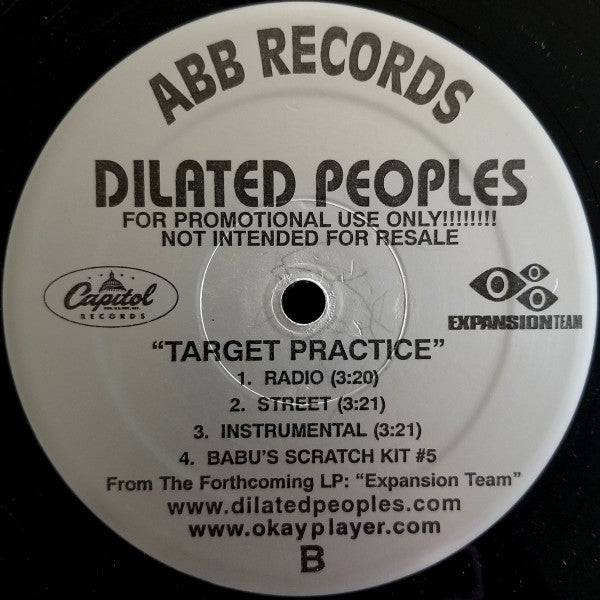 ABB RECORDS
DILATED PEOPLES
FOR PROMOTIONAL USE ONLY!!!!!!!!
NOT INTENDED FOR RESALE
Capitol
RECORDS
EXPANSIONTEAM
"TARGET PRACTICE"
1. RADIO (3:20)
2. STREET (3:21)
3. INSTRUMENTAL (3:21)
4. BABU'S SCRATCH KIT #5
From The Forthcoming LP: "Expansion Team"
www.dilatedpeoples.com
www.okayplayer.com
B